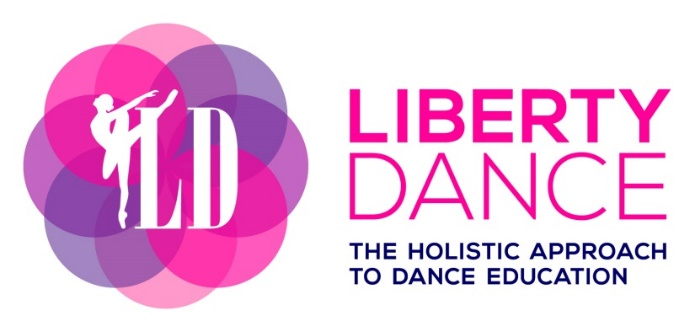 LD
LIBERTY
DANCE
THE HOLISTIC APPROACH
TO DANCE EDUCATION